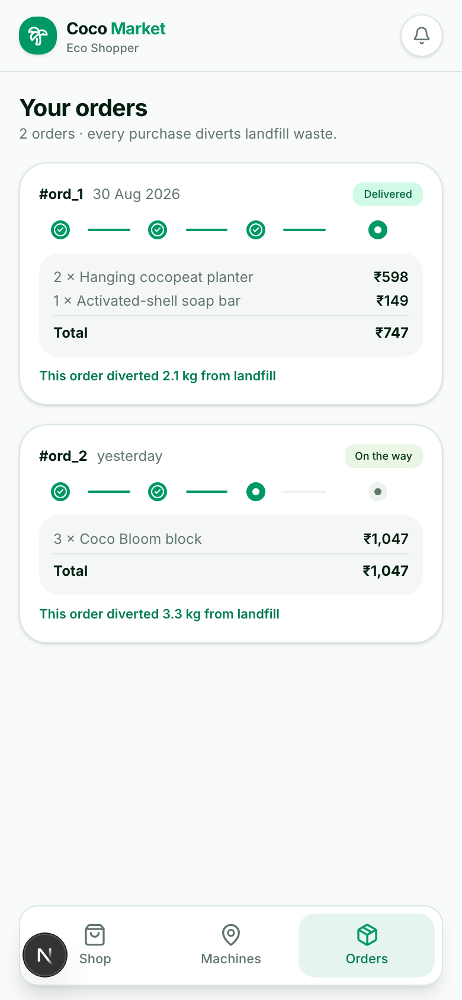 Coco Market
Eco Shopper
Your orders
2 orders · every purchase diverts landfill waste.
#ord_1 30 Aug 2026 Delivered
2 × Hanging cocopeat planter ₹598
1 × Activated-shell soap bar ₹149
Total ₹747
This order diverted 2.1 kg from landfill
#ord_2 yesterday On the way
3 × Coco Bloom block ₹1,047
Total ₹1,047
This order diverted 3.3 kg from landfill
N
Shop Machines Orders